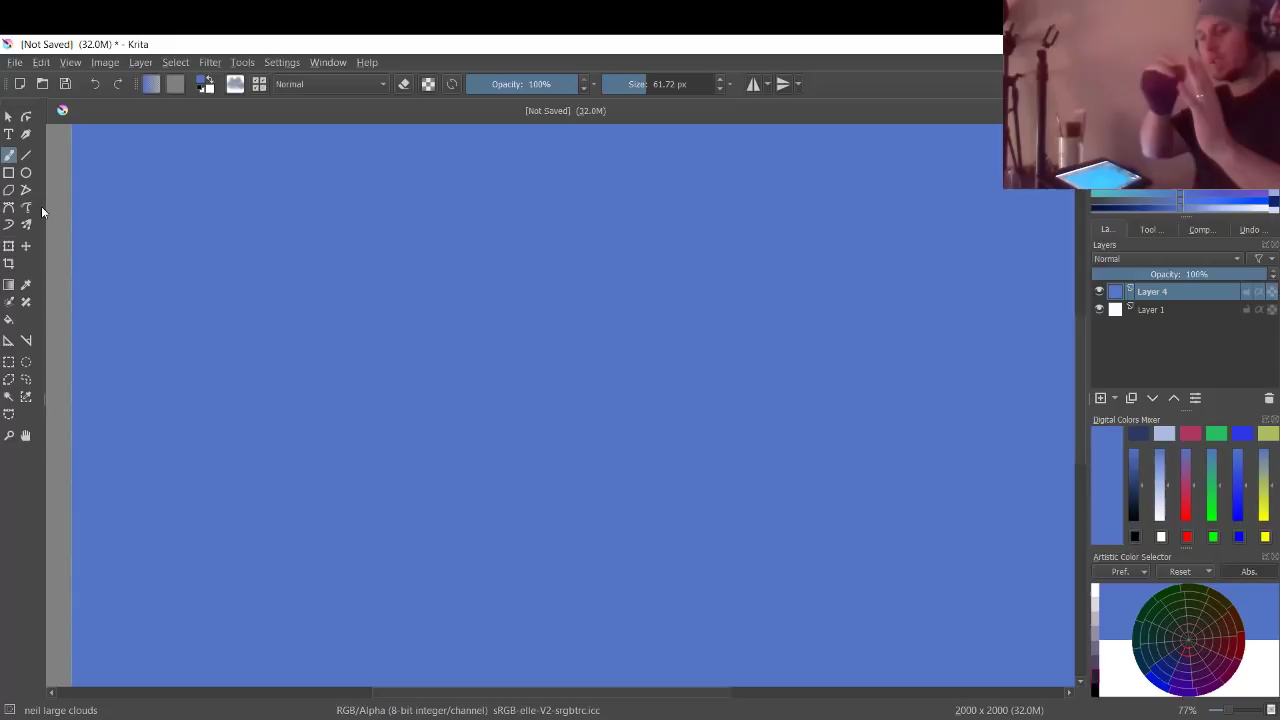 [Not Saved] (32.0M) * - Krita
File Edit View Image Layer Select Filter Tools Settings Window Help
Normal Opacity: 100% Size: 61.72 px
[Not Saved] (32.0M)
La... Tool ... Comp... Undo ...
Layers
Normal
Opacity: 100%
Layer 4
Layer 1
Digital Colors Mixer
Artistic Color Selector
Pref. Reset Abs.
neil large clouds RGB/Alpha (8-bit integer/channel) sRGB-elle-V2-srgbtrc.icc 2000 x 2000 (32.0M) 77%